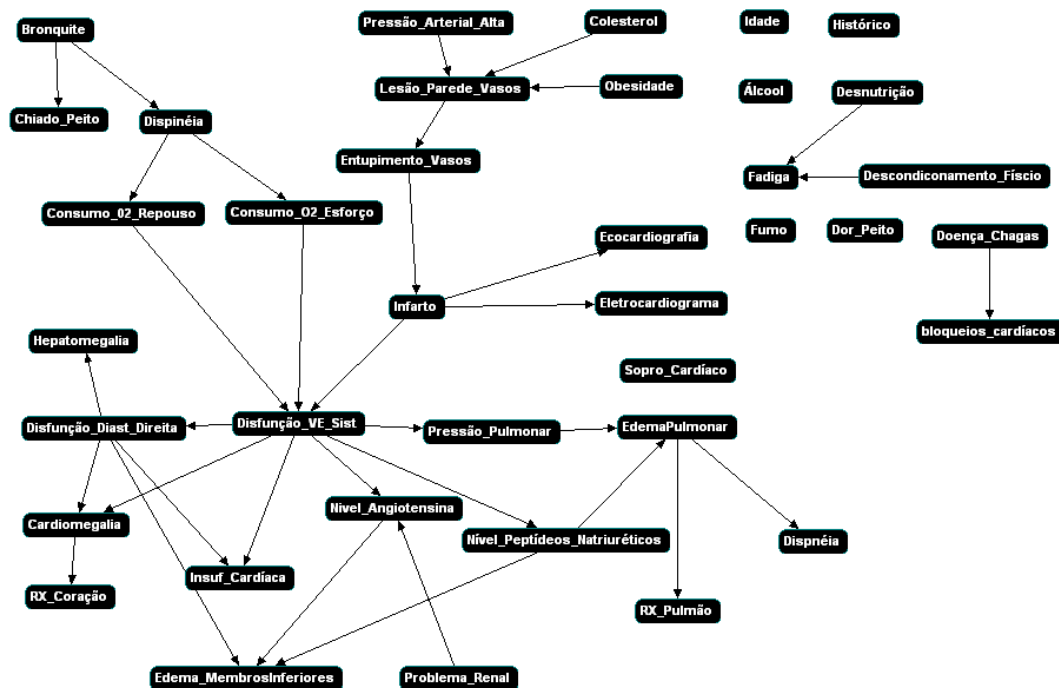 Bronquite
Pressão_Arterial_Alta
Colesterol
Idade
Histórico
Lesão_Parede_Vasos
Obesidade
Álcool
Desnutrição
Chiado_Peito
Dispinéia
Entupimento_Vasos
Fadiga
Descondiconamento_Físcio
Consumo_02_Repouso
Consumo_O2_Esforço
Ecocardiografia
Fumo
Dor_Peito
Doença_Chagas
Infarto
Eletrocardiograma
bloqueios_cardíacos
Hepatomegalia
Sopro_Cardíaco
Disfunção_Diast_Direita
Disfunção_VE_Sist
Pressão_Pulmonar
EdemaPulmonar
Cardiomegalia
Nivel_Angiotensina
Nível_Peptídeos_Natriuréticos
Dispnéia
RX_Coração
Insuf_Cardíaca
RX_Pulmão
Edema_MembrosInferiores
Problema_Renal